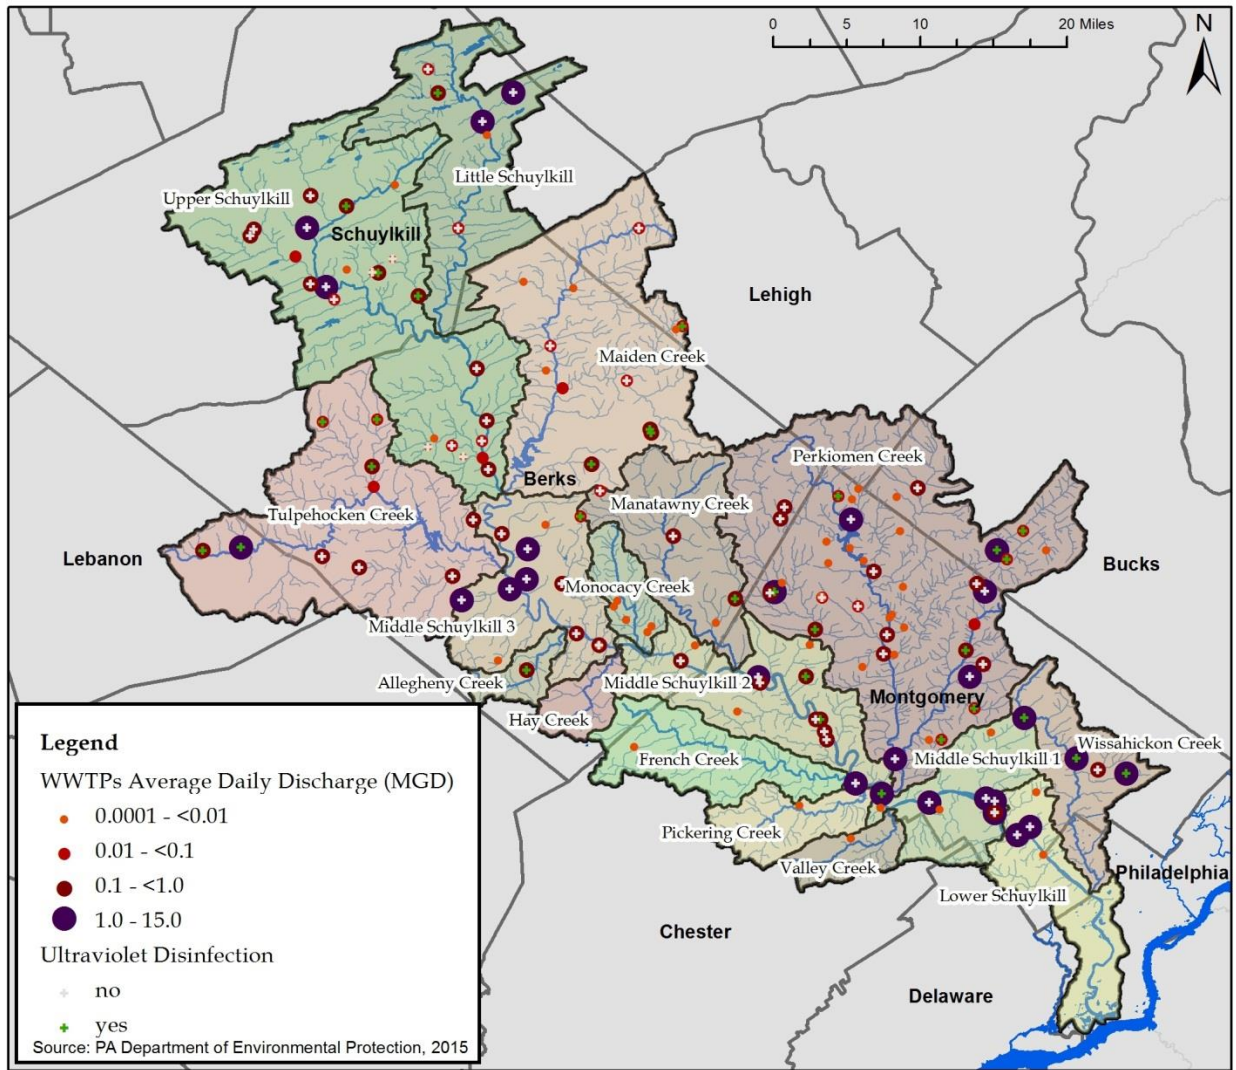 0 5 10 20 Miles
N
Little Schuylkill
Upper Schuylkill
Schuylkill
Lehigh
Maiden Creek
Perkiomen Creek
Berks
Manatawny Creek
Tulpehocken Creek
Lebanon
Bucks
Monocacy Creek
Middle Schuylkill 3
Allegheny Creek
Middle Schuylkill 2
Montgomery
Hay Creek
Wissahickon Creek
French Creek
Middle Schuylkill 1
Pickering Creek
Valley Creek
Philadelphia
Lower Schuylkill
Chester
Delaware
Legend
WWTPs Average Daily Discharge (MGD)
0.0001 - <0.01
0.01 - <0.1
0.1 - <1.0
1.0 - 15.0
Ultraviolet Disinfection
no
yes
Source: PA Department of Environmental Protection, 2015